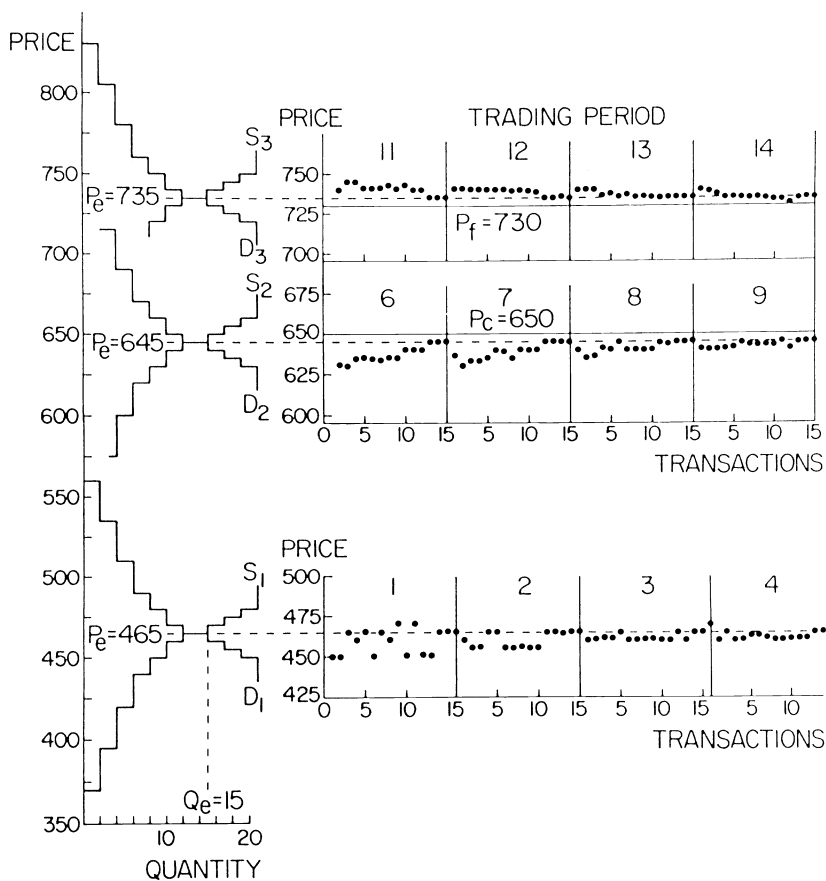 PRICE
800
750
700
650
600
550
500
450
400
350
Pe=735
Pe=645
Pe=465
S3
D3
S2
D2
S1
D1
Qe=15
10 20
QUANTITY
PRICE TRADING PERIOD
11 12 13 14
750
725
700
Pf=730
675
650
625
600
6 7 8 9
Pc=650
0 5 10 15 5 10 15 5 10 15 5 10 15
TRANSACTIONS
PRICE
500
475
450
425
1 2 3 4
0 5 10 15 5 10 15 5 10 15 5 10
TRANSACTIONS